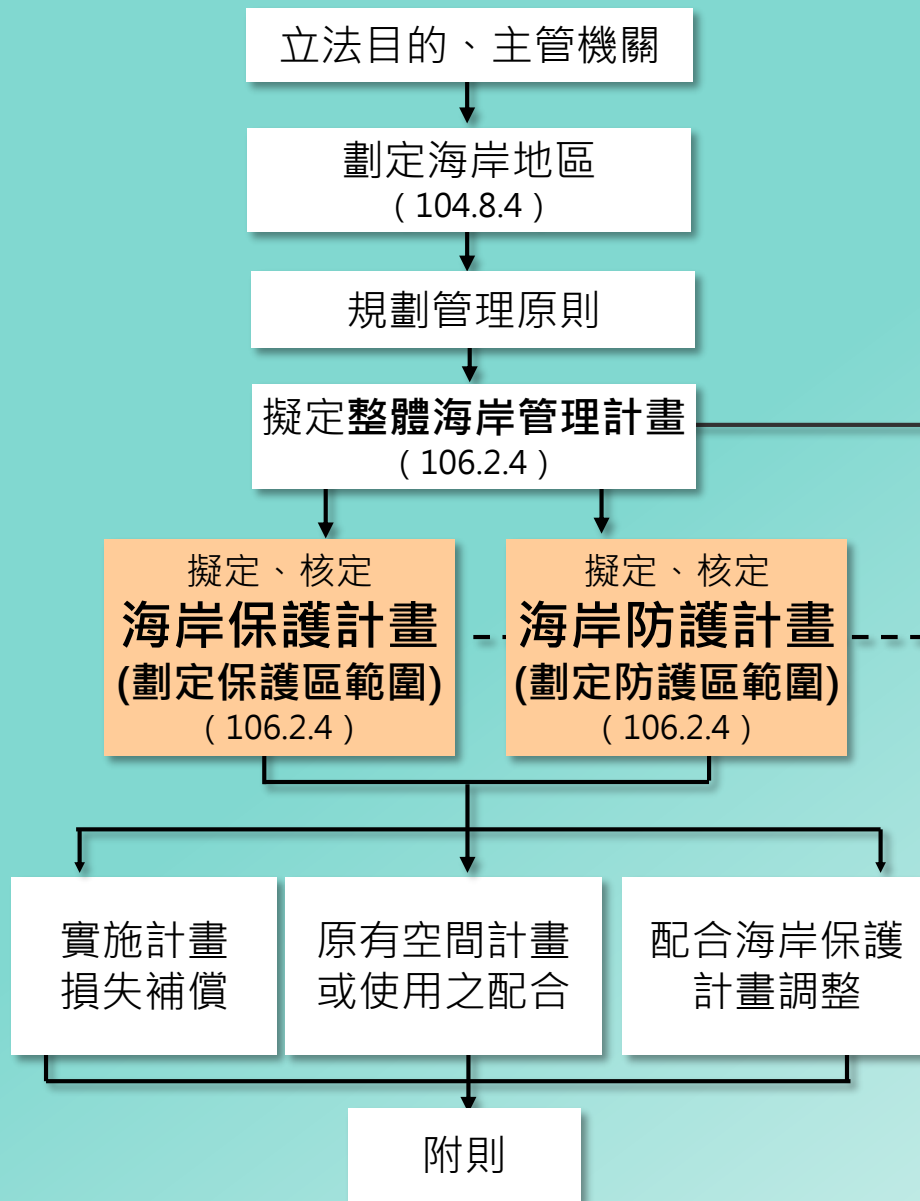 立法目的、主管機關
劃定海岸地區
( 104.8.4 )
規劃管理原則
擬定整體海岸管理計畫
( 106.2.4 )
擬定、核定
海岸保護計畫
(劃定保護區範圍)
( 106.2.4 )
擬定、核定
海岸防護計畫
(劃定防護區範圍)
( 106.2.4 )
實施計畫
損失補償
原有空間計畫
或使用之配合
配合海岸保護
計畫調整
附則